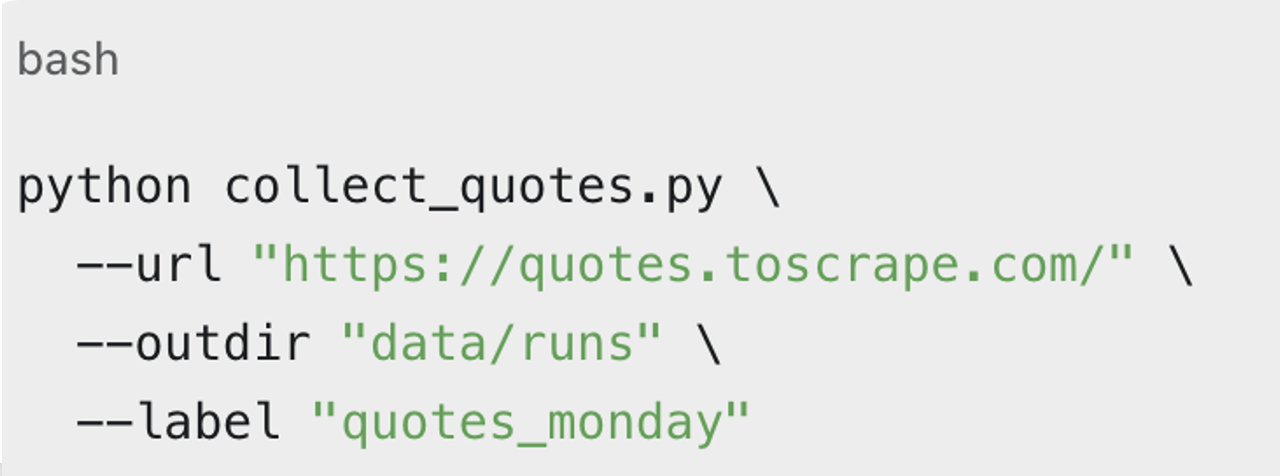 bash
python collect_quotes.py \
--url "https://quotes.toscrape.com/" \
--outdir "data/runs" \
--label "quotes_monday"